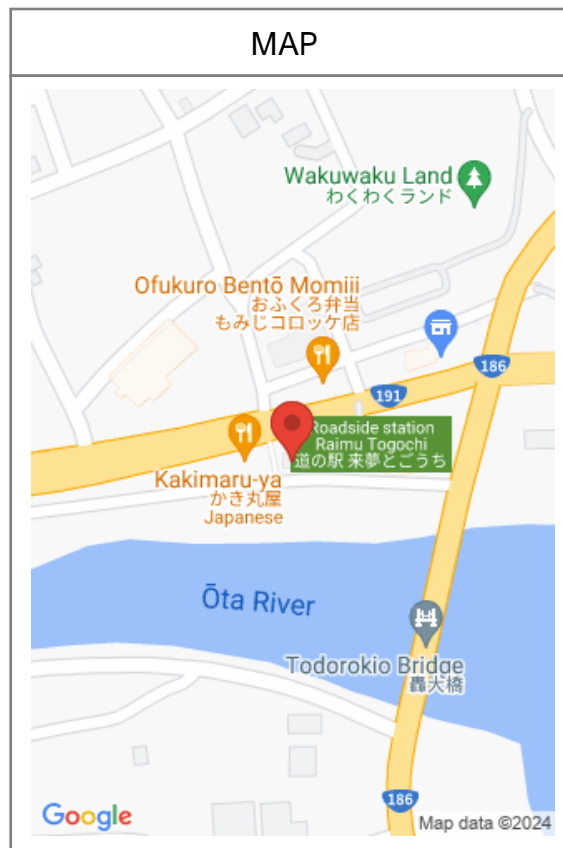 MAP
Wakuwaku Land
わくわくランド
Ofukuro Bentō Momiii
おふくろ弁当
もみじコロッケ店
186
191
Roadside station
Raimu Togochi
道の駅 来夢とごうち
Kakimaru-ya
かき丸屋
Japanese
Ōta River
Todorokio Bridge
轟大橋
186
Google
Map data ©2024